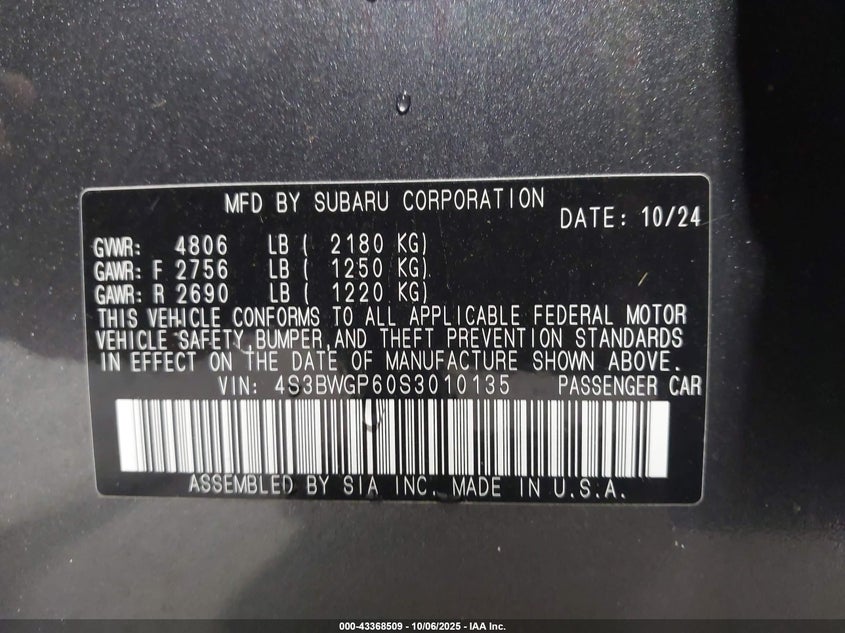 MFD BY SUBARU CORPORATION
DATE: 10/24
GVWR: 4806 LB ( 2180 KG)
GAWR: F 2756 LB ( 1250 KG)
GAWR: R 2690 LB ( 1220 KG)
THIS VEHICLE CONFORMS TO ALL APPLICABLE FEDERAL MOTOR
VEHICLE SAFETY,BUMPER,AND THEFT PREVENTION STANDARDS
IN EFFECT ON THE DATE OF MANUFACTURE SHOWN ABOVE.
VIN: 4S3BWGP60S3010135 PASSENGER CAR
ASSEMBLED BY SIA INC. MADE IN U.S.A.
000-43368509 - 10/06/2025 - IAA Inc.